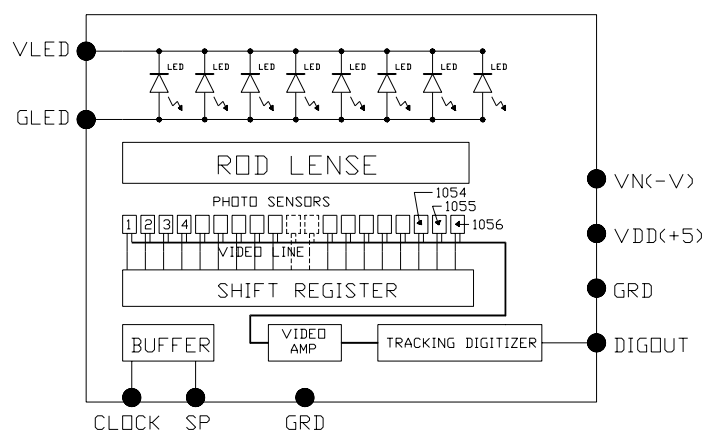 VLED
LED LED LED LED LED LED LED LED
GLED
ROD LENSE
VN(-V)
PHOTO SENSORS
1054
1055
1 2 3 4
1056
VDD(+5)
VIDEO LINE
SHIFT REGISTER
GRD
BUFFER
VIDEO
AMP
TRACKING DIGITIZER
DIGOUT
CLOCK SP GRD